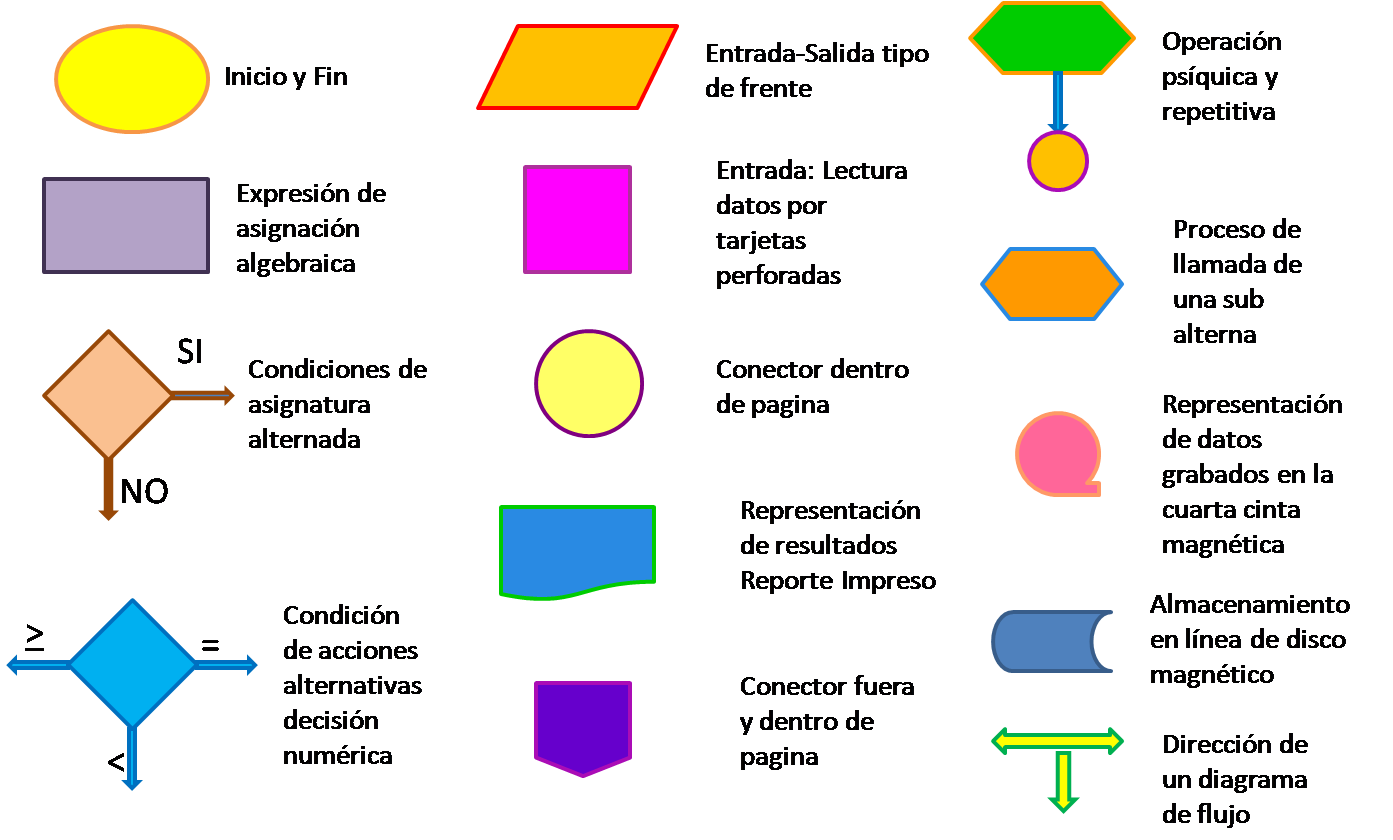 Inicio y Fin
Expresión de
asignación
algebraica
SI
Condiciones de
asignatura
alternada
NO
Condición
de acciones
alternativas
decisión
numérica
≥
=
<
Entrada-Salida tipo
de frente
Entrada: Lectura
datos por
tarjetas
perforadas
Conector dentro
de pagina
Representación
de resultados
Reporte Impreso
Conector fuera
y dentro de
pagina
Operación
psíquica y
repetitiva
Proceso de
llamada de
una sub
alterna
Representación
de datos
grabados en la
cuarta cinta
magnética
Almacenamiento
en línea de disco
magnético
Dirección de
un diagrama
de flujo